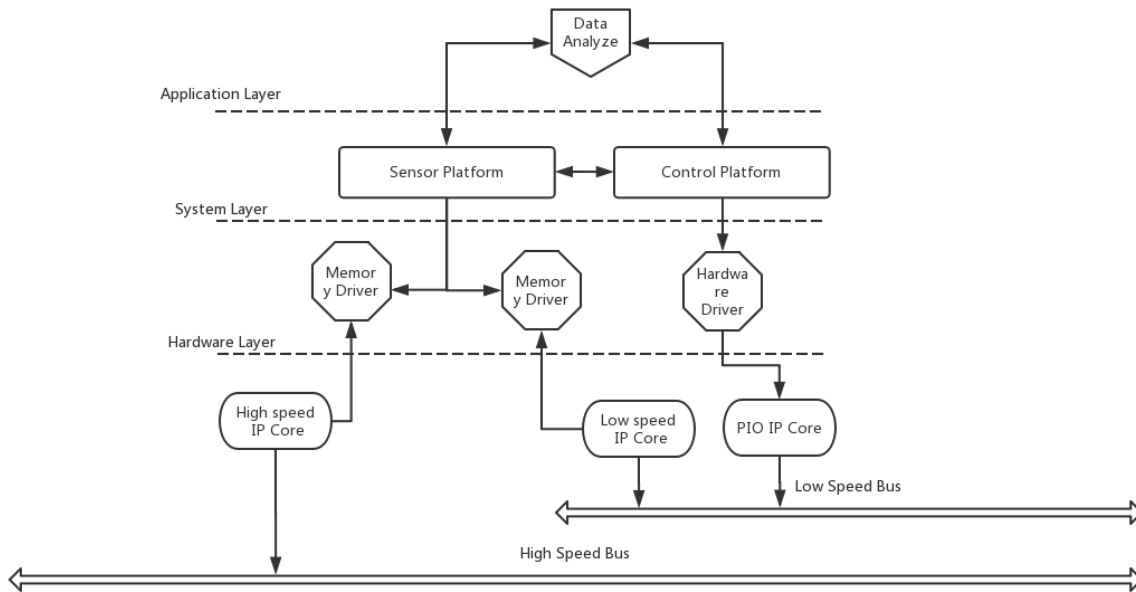 Data
Analyze
Application Layer
Sensor Platform
Control Platform
System Layer
Memor
y Driver
Memor
y Driver
Hardwa
re
Driver
Hardware Layer
High speed
IP Core
Low speed
IP Core
PIO IP Core
Low Speed Bus
High Speed Bus